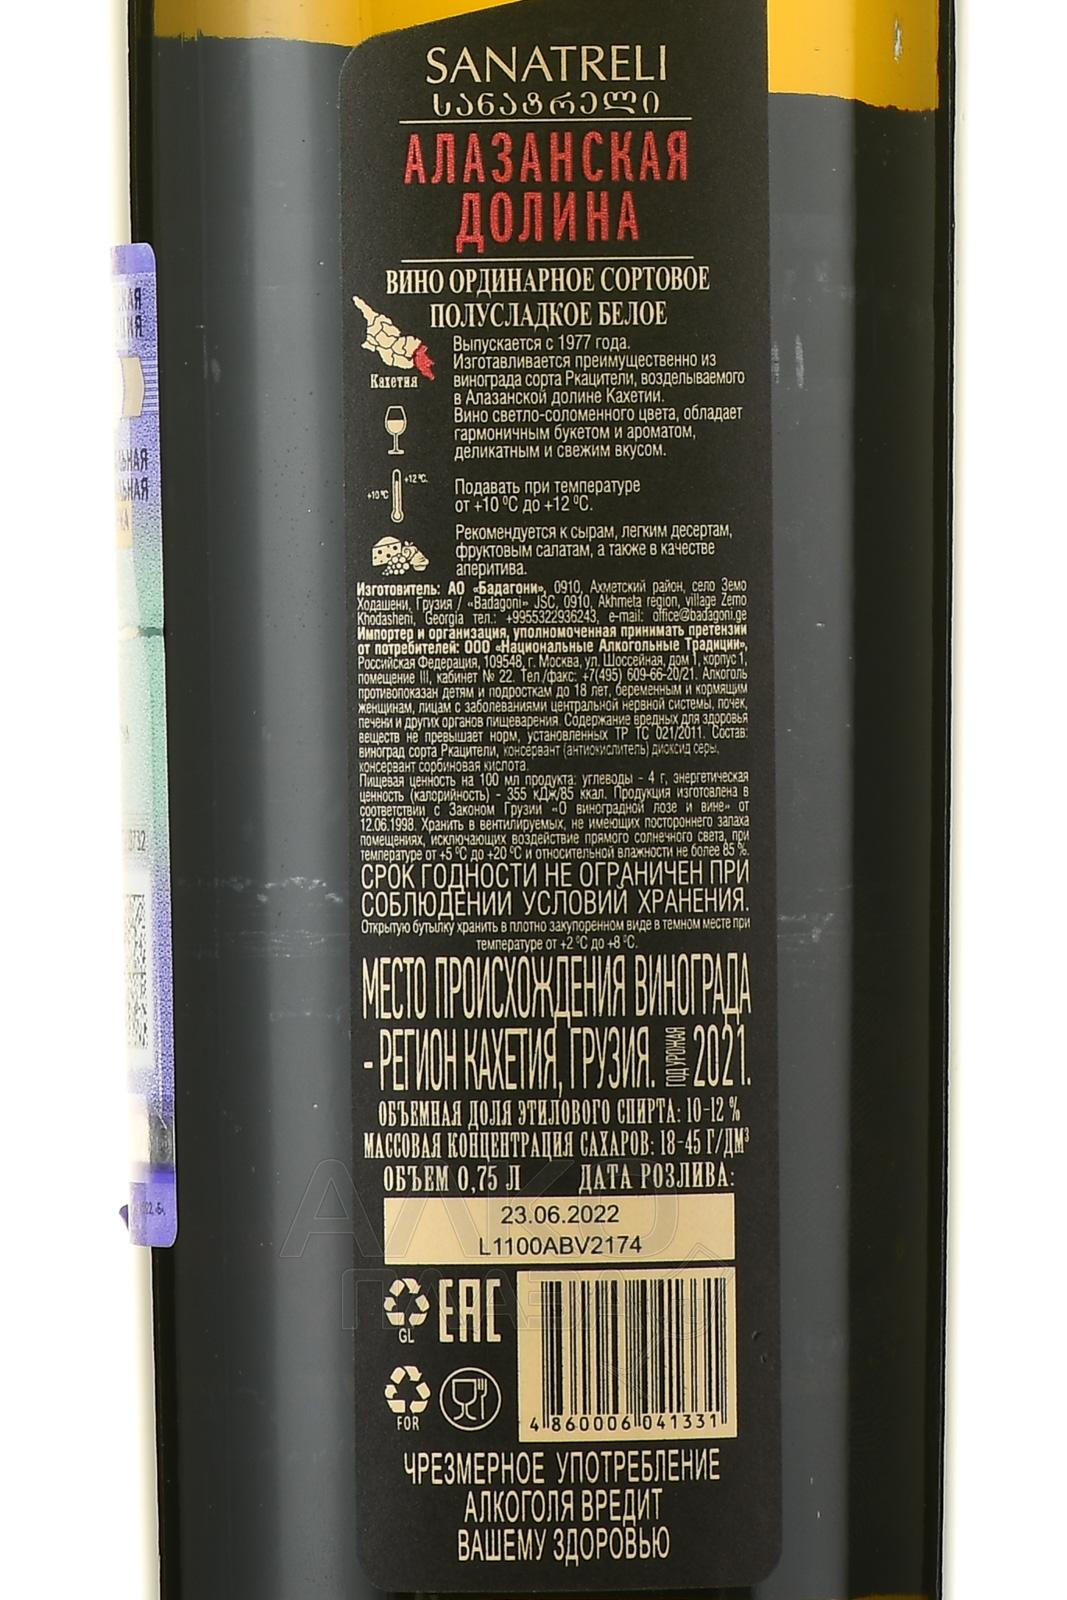 SANATRELI
ᲡᲐᲜᲐᲢᲠᲔᲚᲘ
АЛАЗАНСКАЯ
ДОЛИНА
ВИНО ОРДИНАРНОЕ СОРТОВОЕ
ПОЛУСЛАДКОЕ БЕЛОЕ
Кахетия
Выпускается с 1977 года.
Изготавливается преимущественно из
винограда сорта Ркацители, возделываемого
в Алазанской долине Кахетии.
Вино светло-соломенного цвета, обладает
гармоничным букетом и ароматом,
деликатным и свежим вкусом.
+10 ºC +12 ºC.
Подавать при температуре
от +10 ºC до +12 ºC.
Рекомендуется к сырам, легким десертам,
фруктовым салатам, а также в качестве
аперитива.
Изготовитель: АО «Бадагони», 0910, Ахметский район, село Земо
Ходашени, Грузия / «Badagoni» JSC, 0910, Akhmeta region, village Zemo
Khodasheni, Georgia тел.: +9955322936243, e-mail: office@badagoni.ge
Импортер и организация, уполномоченная принимать претензии
от потребителей: ООО «Национальные Алкогольные Традиции»,
Российская Федерация, 109548, г. Москва, ул. Шоссейная, дом 1, корпус 1,
помещение III, кабинет № 22. Тел./факс: +7(495) 609-66-20/21. Алкоголь
противопоказан детям и подросткам до 18 лет, беременным и кормящим
женщинам, лицам с заболеваниями центральной нервной системы, почек,
печени и других органов пищеварения. Содержание вредных для здоровья
веществ не превышает норм, установленных ТР ТС 021/2011. Состав:
виноград сорта Ркацители, консервант (антиокислитель) диоксид серы,
консервант сорбиновая кислота.
Пищевая ценность на 100 мл продукта: углеводы - 4 г, энергетическая
ценность (калорийность) - 355 кДж/85 ккал. Продукция изготовлена в
соответствии с Законом Грузии «О виноградной лозе и вине» от
12.06.1998. Хранить в вентилируемых, не имеющих постороннего запаха
помещениях, исключающих воздействие прямого солнечного света, при
температуре от +5 ºC до +20 ºC и относительной влажности не более 85 %.
СРОК ГОДНОСТИ НЕ ОГРАНИЧЕН ПРИ
СОБЛЮДЕНИИ УСЛОВИЙ ХРАНЕНИЯ.
Открытую бутылку хранить в плотно закупоренном виде в темном месте при
температуре от +2 ºC до +8 ºC.
МЕСТО ПРОИСХОЖДЕНИЯ ВИНОГРАДА
- РЕГИОН КАХЕТИЯ, ГРУЗИЯ. ГОД УРОЖАЯ 2021.
ОБЪЕМНАЯ ДОЛЯ ЭТИЛОВОГО СПИРТА: 10-12 %
МАССОВАЯ КОНЦЕНТРАЦИЯ САХАРОВ: 18-45 Г/ДМ³
ОБЪЕМ 0,75 Л ДАТА РОЗЛИВА:
23.06.2022
L1100ABV2174
GL
EAC
FOR
4 860006 041331
ЧРЕЗМЕРНОЕ УПОТРЕБЛЕНИЕ
АЛКОГОЛЯ ВРЕДИТ
ВАШЕМУ ЗДОРОВЬЮ
АЛКО
ПЛАЗА